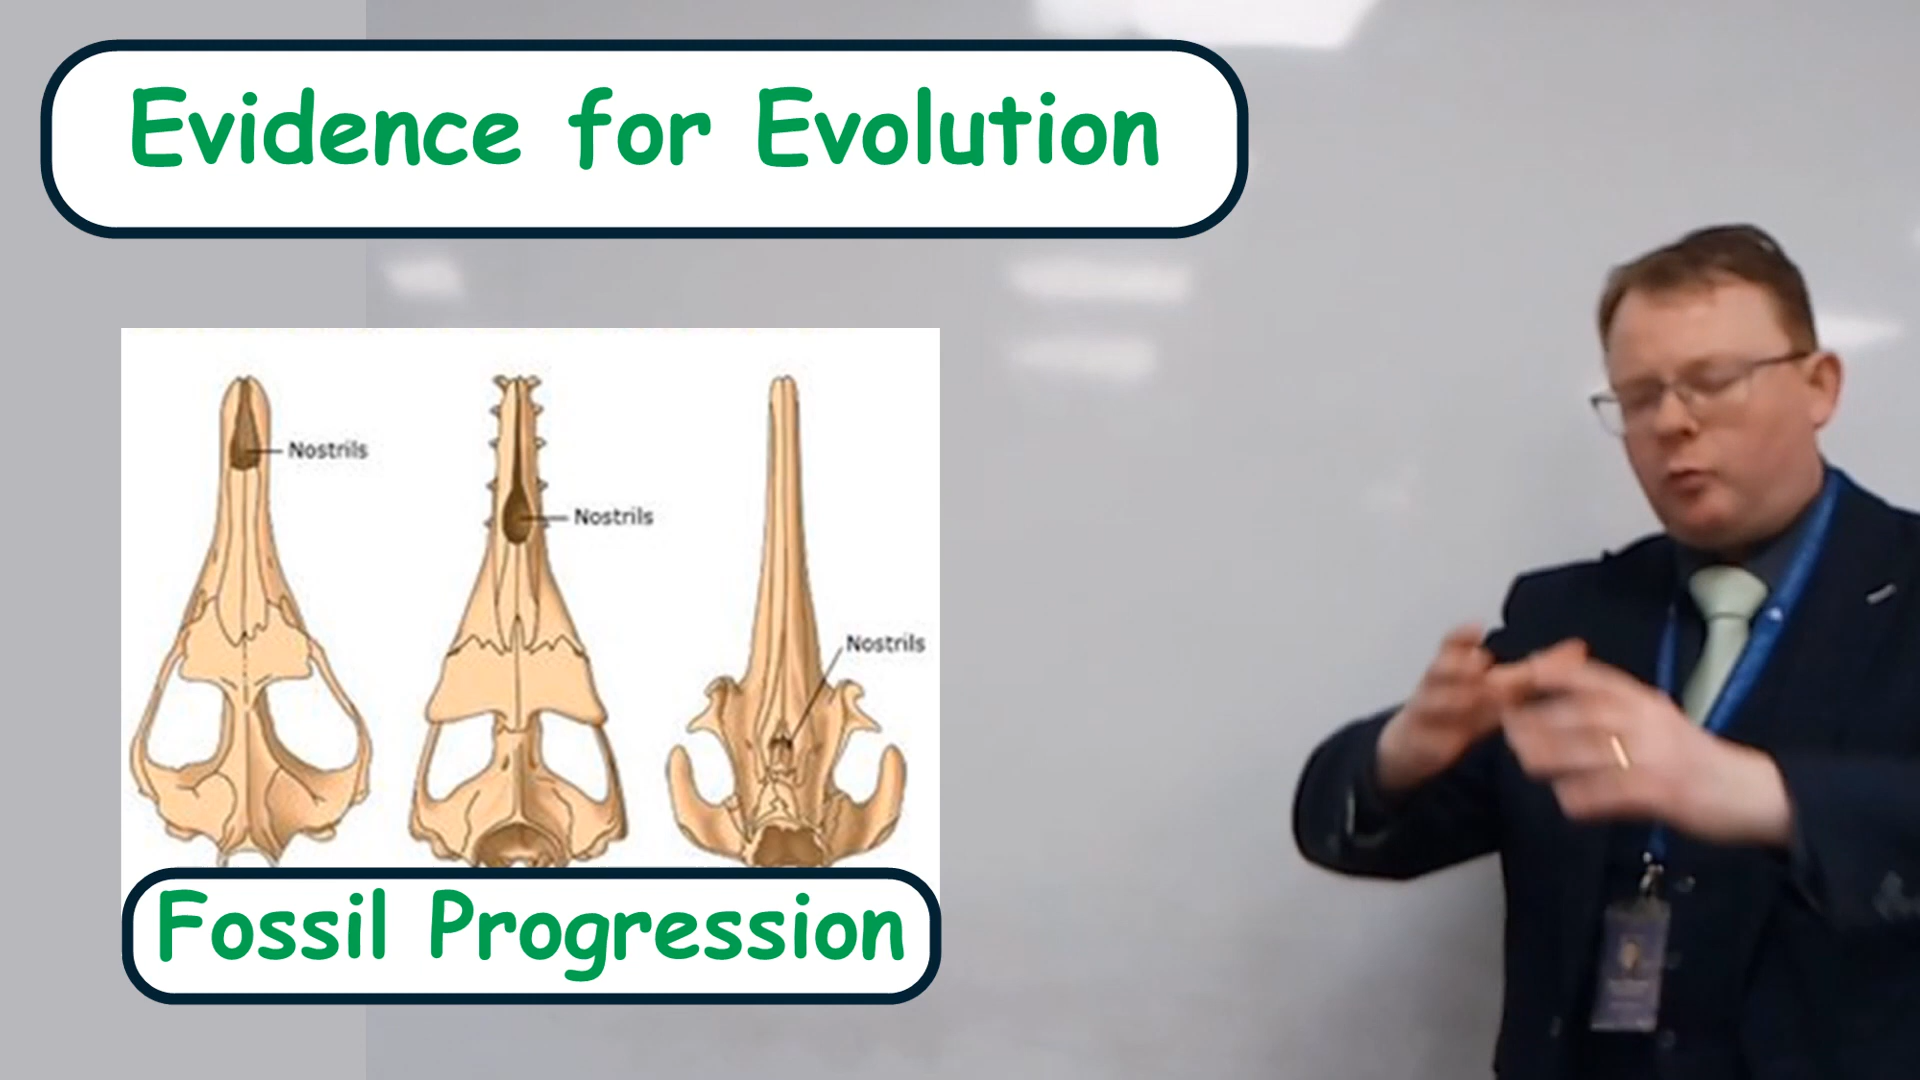 Evidence for Evolution
Nostrils
Nostrils
Nostrils
Fossil Progression